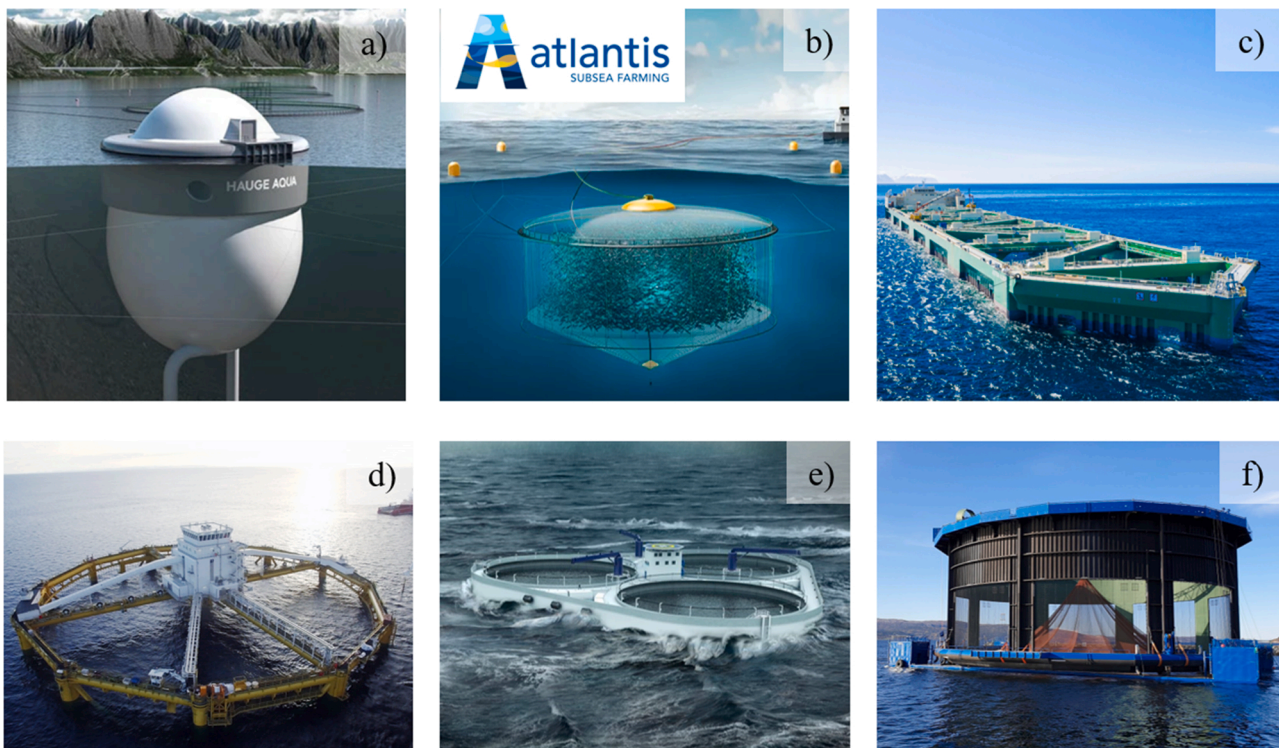 a)
atlantis
SUBSEA FARMING
b)
c)
HAUGE AQUA
d)
e)
f)